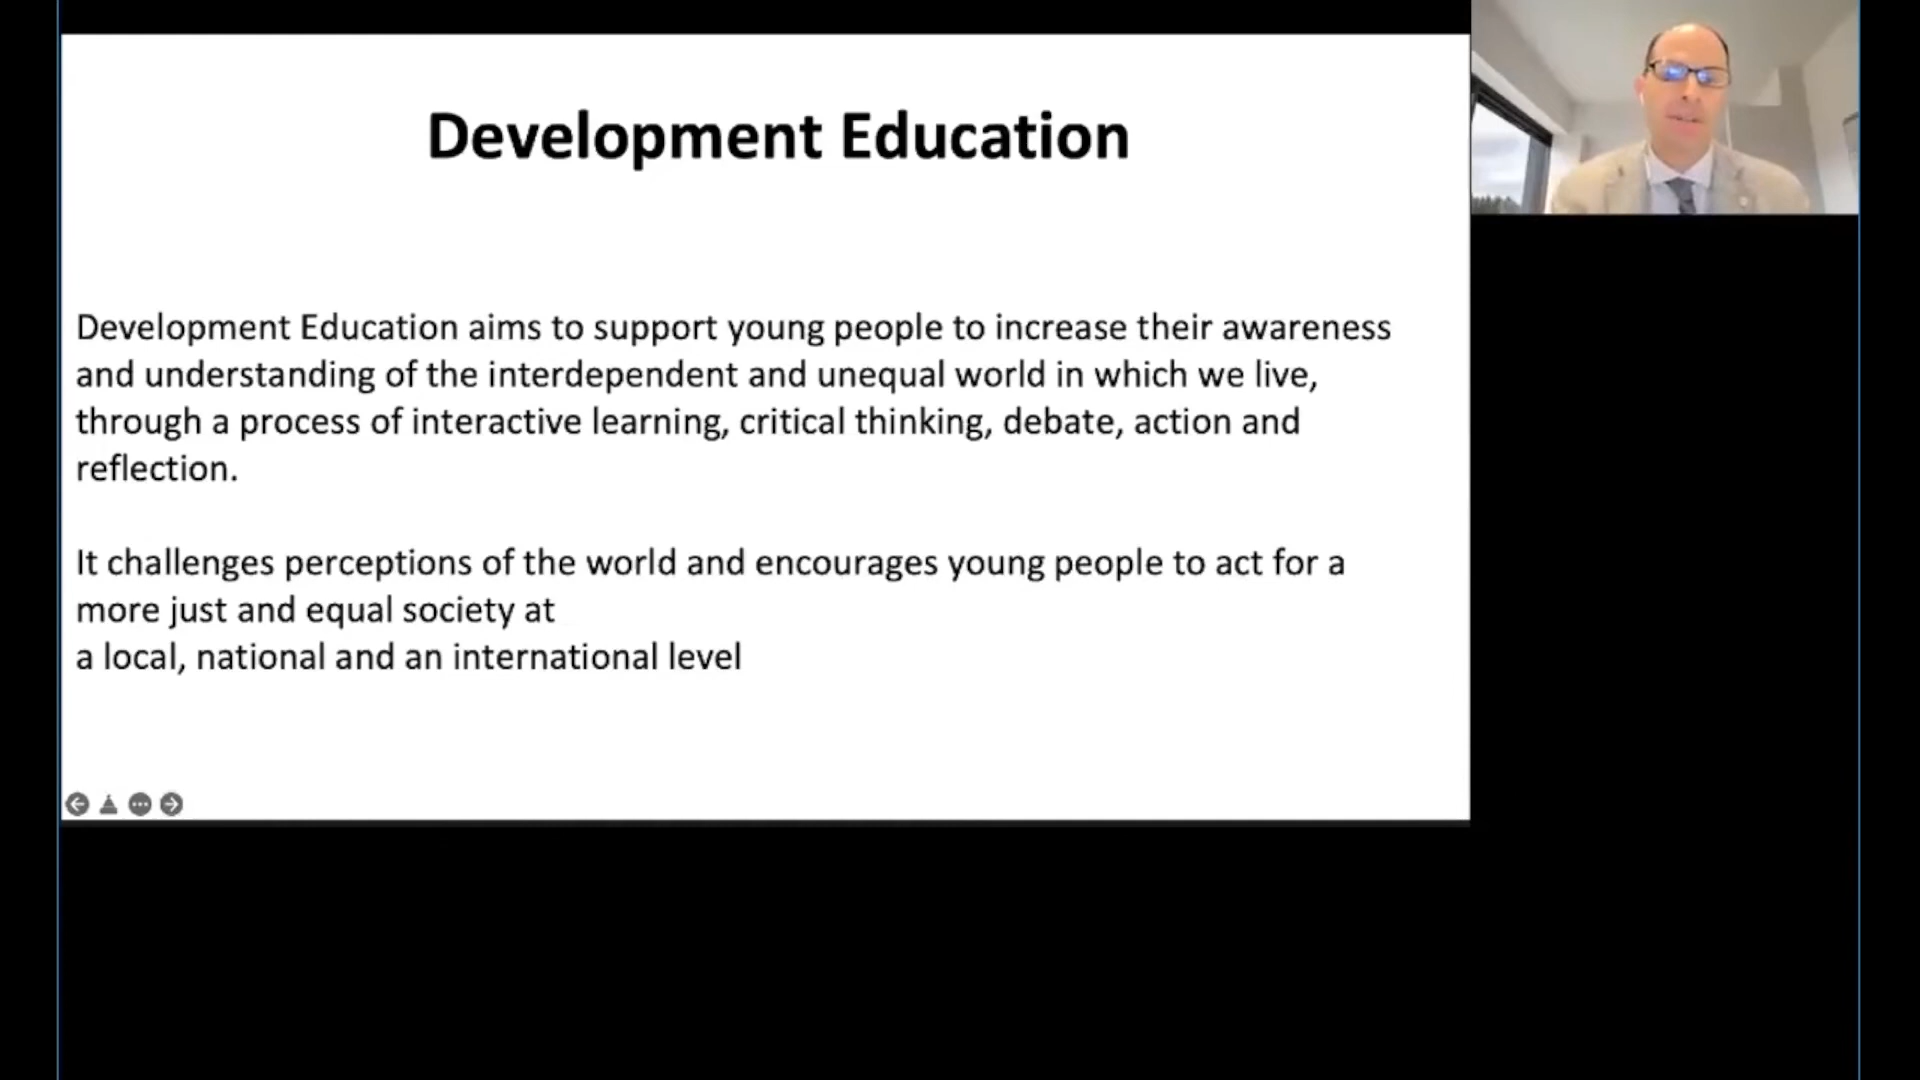 Development Education
Development Education aims to support young people to increase their awareness
and understanding of the interdependent and unequal world in which we live,
through a process of interactive learning, critical thinking, debate, action and
reflection.
It challenges perceptions of the world and encourages young people to act for a
more just and equal society at
a local, national and an international level